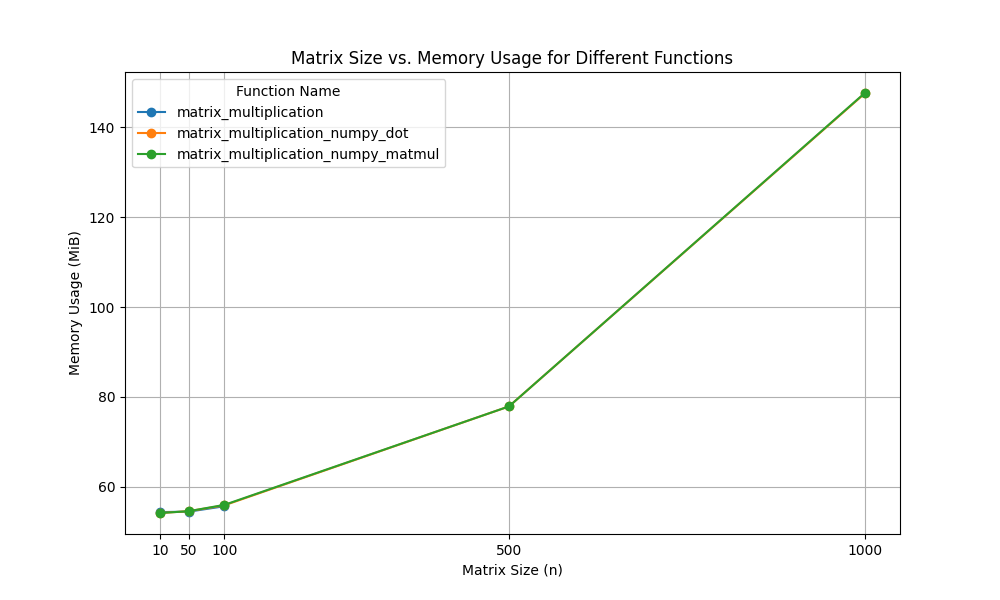 Matrix Size vs. Memory Usage for Different Functions
Function Name
matrix_multiplication
matrix_multiplication_numpy_dot
matrix_multiplication_numpy_matmul
Memory Usage (MiB)
140
120
100
80
60
10 50 100 500 1000
Matrix Size (n)